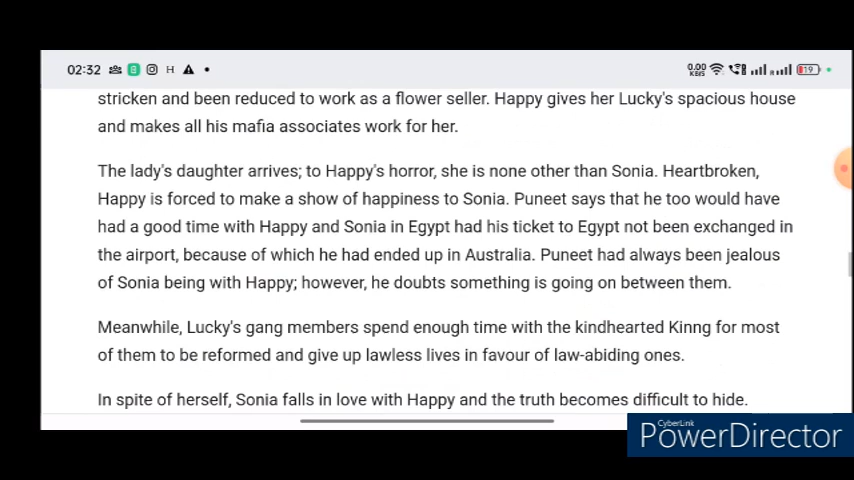 02:32 H
0.00 KB/S 19
stricken and been reduced to work as a flower seller. Happy gives her Lucky's spacious house
and makes all his mafia associates work for her.
The lady's daughter arrives; to Happy's horror, she is none other than Sonia. Heartbroken,
Happy is forced to make a show of happiness to Sonia. Puneet says that he too would have
had a good time with Happy and Sonia in Egypt had his ticket to Egypt not been exchanged in
the airport, because of which he had ended up in Australia. Puneet had always been jealous
of Sonia being with Happy; however, he doubts something is going on between them.
Meanwhile, Lucky's gang members spend enough time with the kindhearted Kinng for most
of them to be reformed and give up lawless lives in favour of law-abiding ones.
In spite of herself, Sonia falls in love with Happy and the truth becomes difficult to hide.
CyberLink
PowerDirector